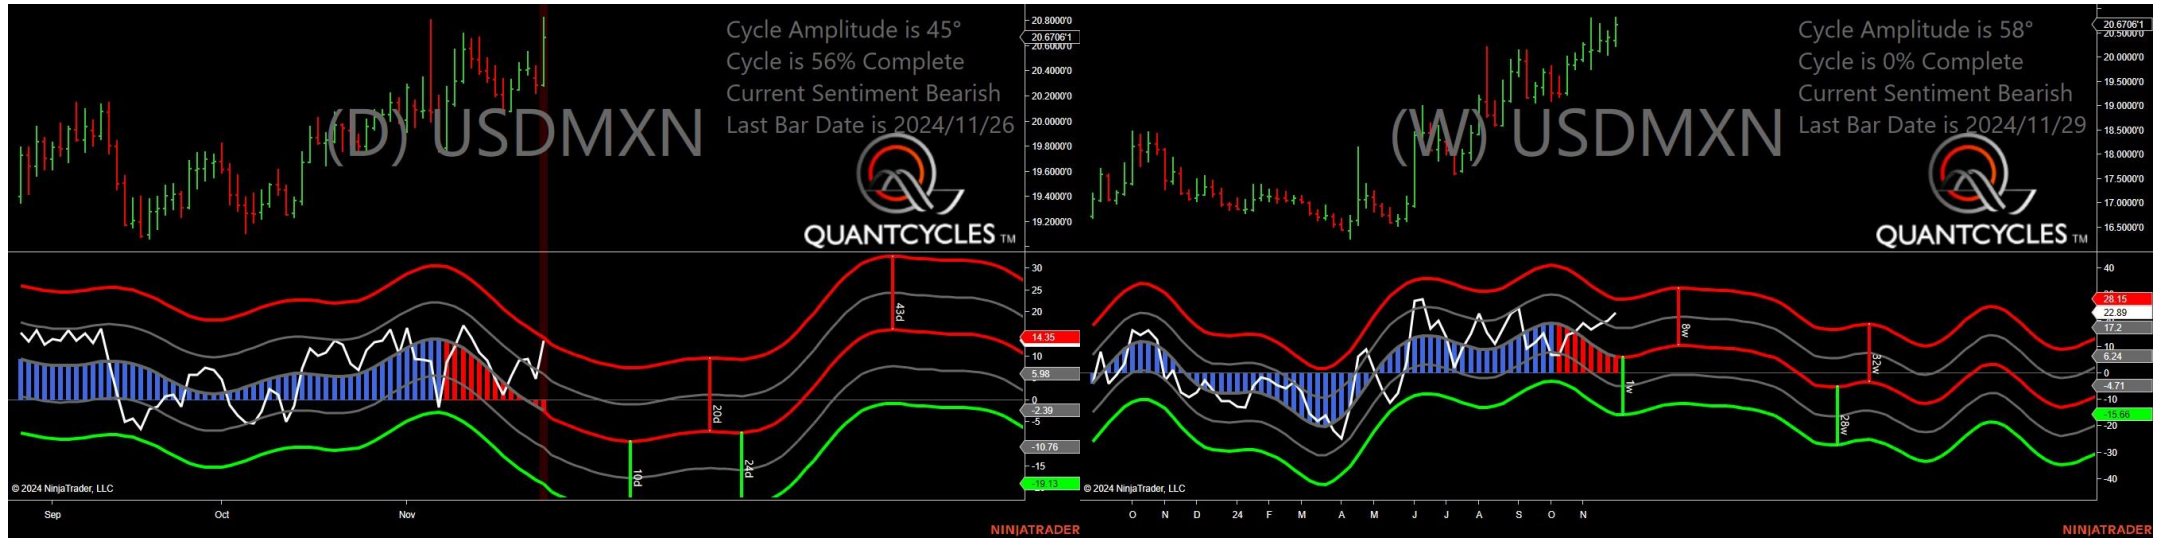 Cycle Amplitude is 45°
Cycle is 56% Complete
Current Sentiment Bearish
Last Bar Date is 2024/11/26
(D) USDMXN
QUANTCYCLES TM
20.8000'0
20.6706'1
20.6000'0
20.4000'0
20.2000'0
20.0000'0
19.8000'0
19.6000'0
19.4000'0
19.2000'0
30
25
20
14.35
10
5.98
0
-2.39
-5
-10.76
-15
-19.13
43d
20d
10d
24d
© 2024 NinjaTrader, LLC
Sep
Oct
Nov
NINJATRADER
Cycle Amplitude is 58°
Cycle is 0% Complete
Current Sentiment Bearish
Last Bar Date is 2024/11/29
(W) USDMXN
QUANTCYCLES TM
20.6706'1
20.5000'0
20.0000'0
19.5000'0
19.0000'0
18.5000'0
18.0000'0
17.5000'0
17.0000'0
16.5000'0
40
28.15
22.89
17.2
10
6.24
0
-4.71
-10
-15.66
-20
-30
-40
8w
1w
32w
28w
© 2024 NinjaTrader, LLC
O N D 24 F M A M J J A S O N
NINJATRADER